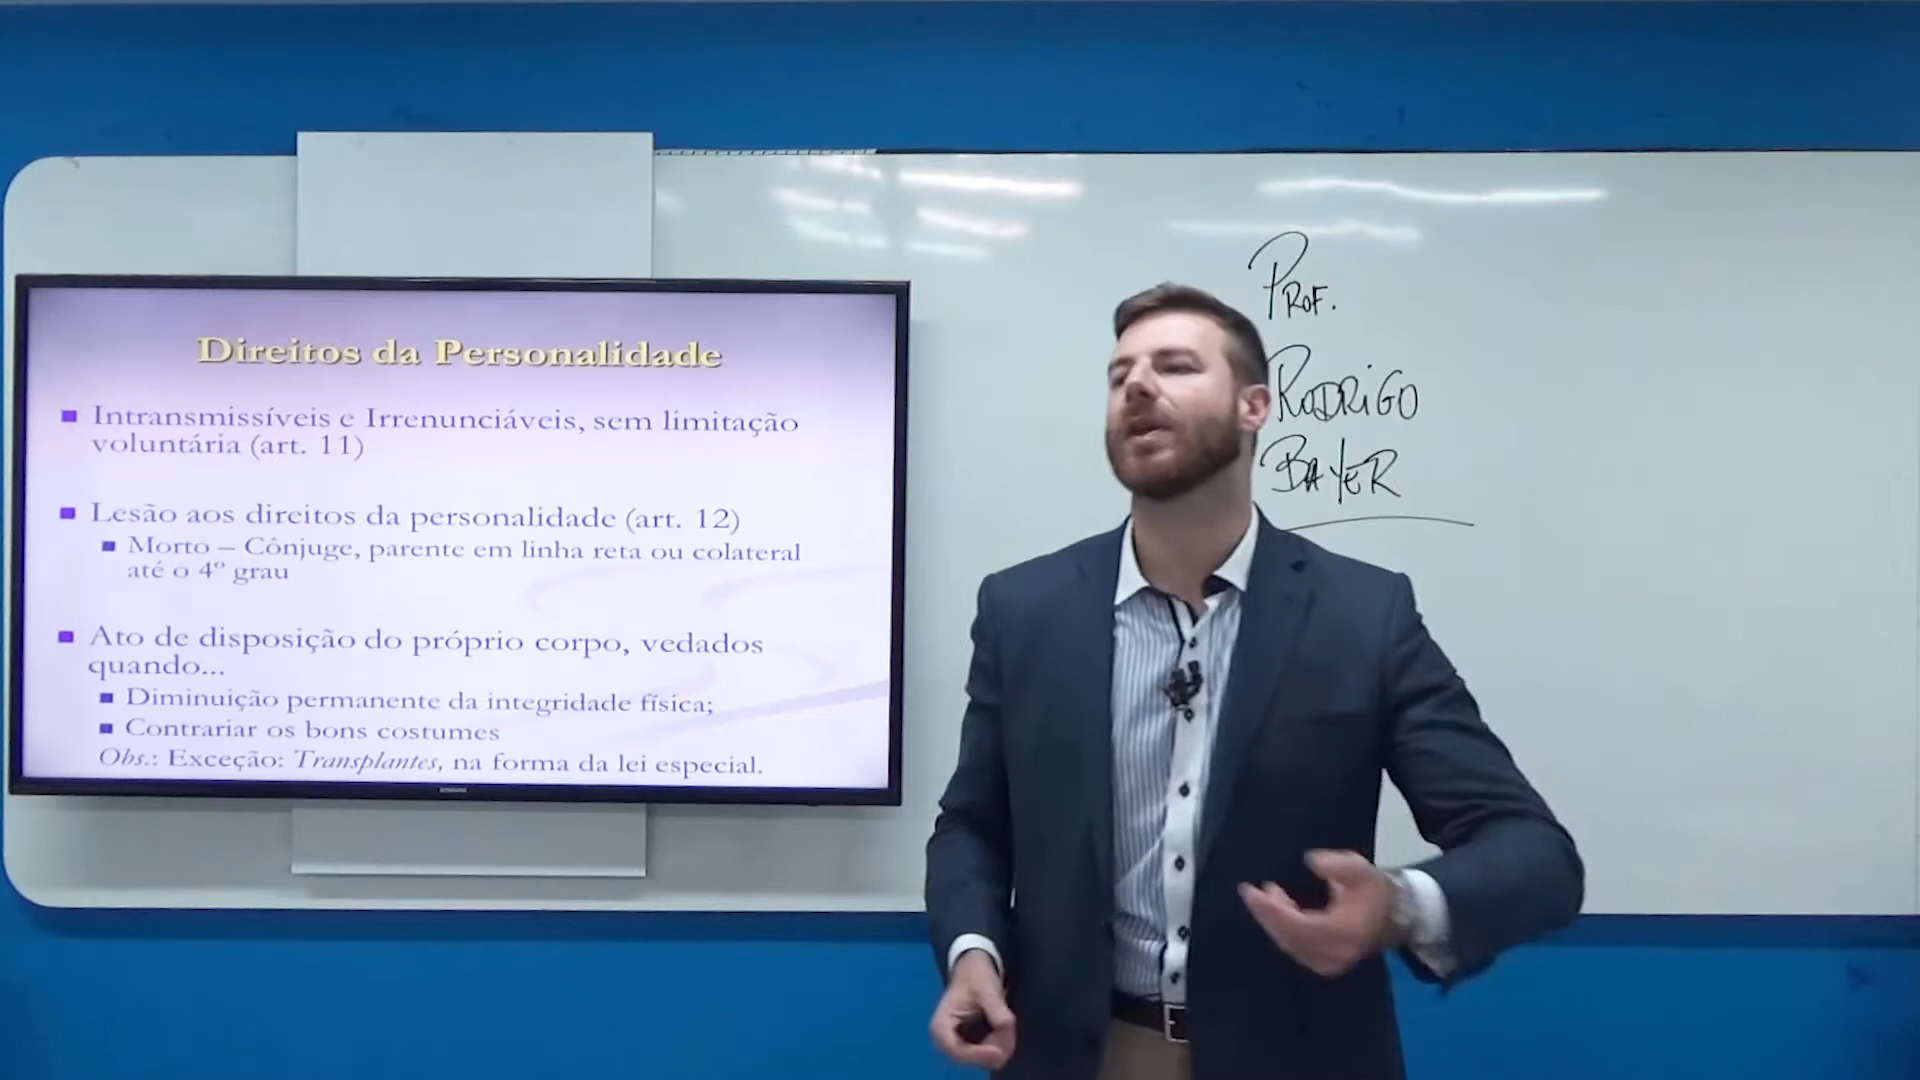 Direitos da Personalidade
Intransmissíveis e Irrenunciáveis, sem limitação
voluntária (art. 11)
Lesão aos direitos da personalidade (art. 12)
Morto – Cônjuge, parente em linha reta ou colateral
até o 4º grau
Ato de disposição do próprio corpo, vedados
quando...
Diminuição permanente da integridade física;
Contrariar os bons costumes
Obs.: Exceção: Transplantes, na forma da lei especial.
SAMSUNG
PROF.
RODRIGO
BAYER